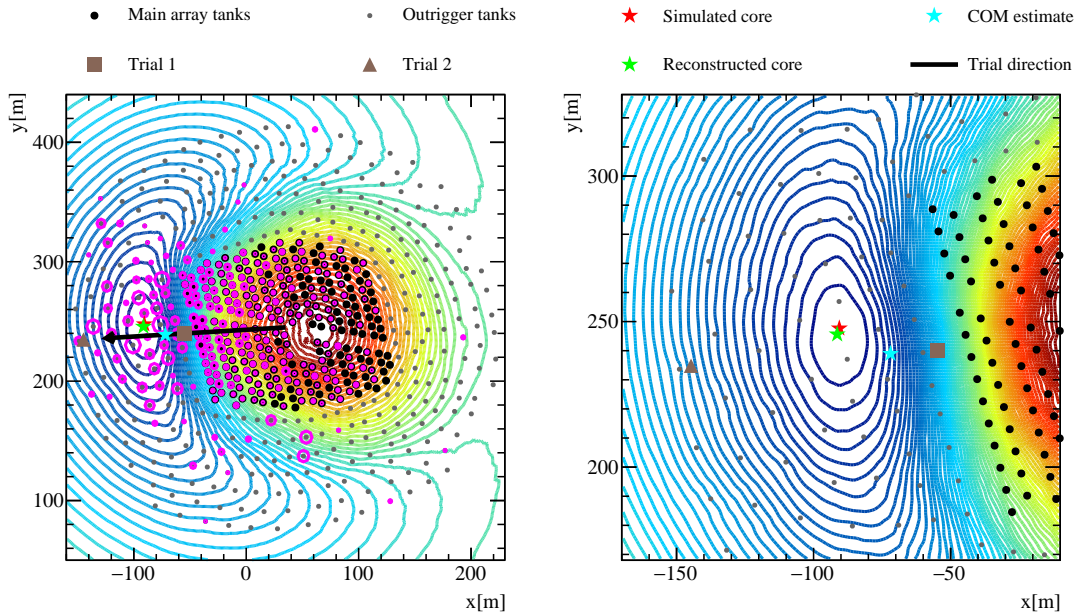 Main array tanks
Outrigger tanks
Simulated core
COM estimate
Trial 1
Trial 2
Reconstructed core
Trial direction
y[m]
400
300
200
100
−100
0
100
200
x[m]
y[m]
300
250
200
−150
−100
−50
x[m]